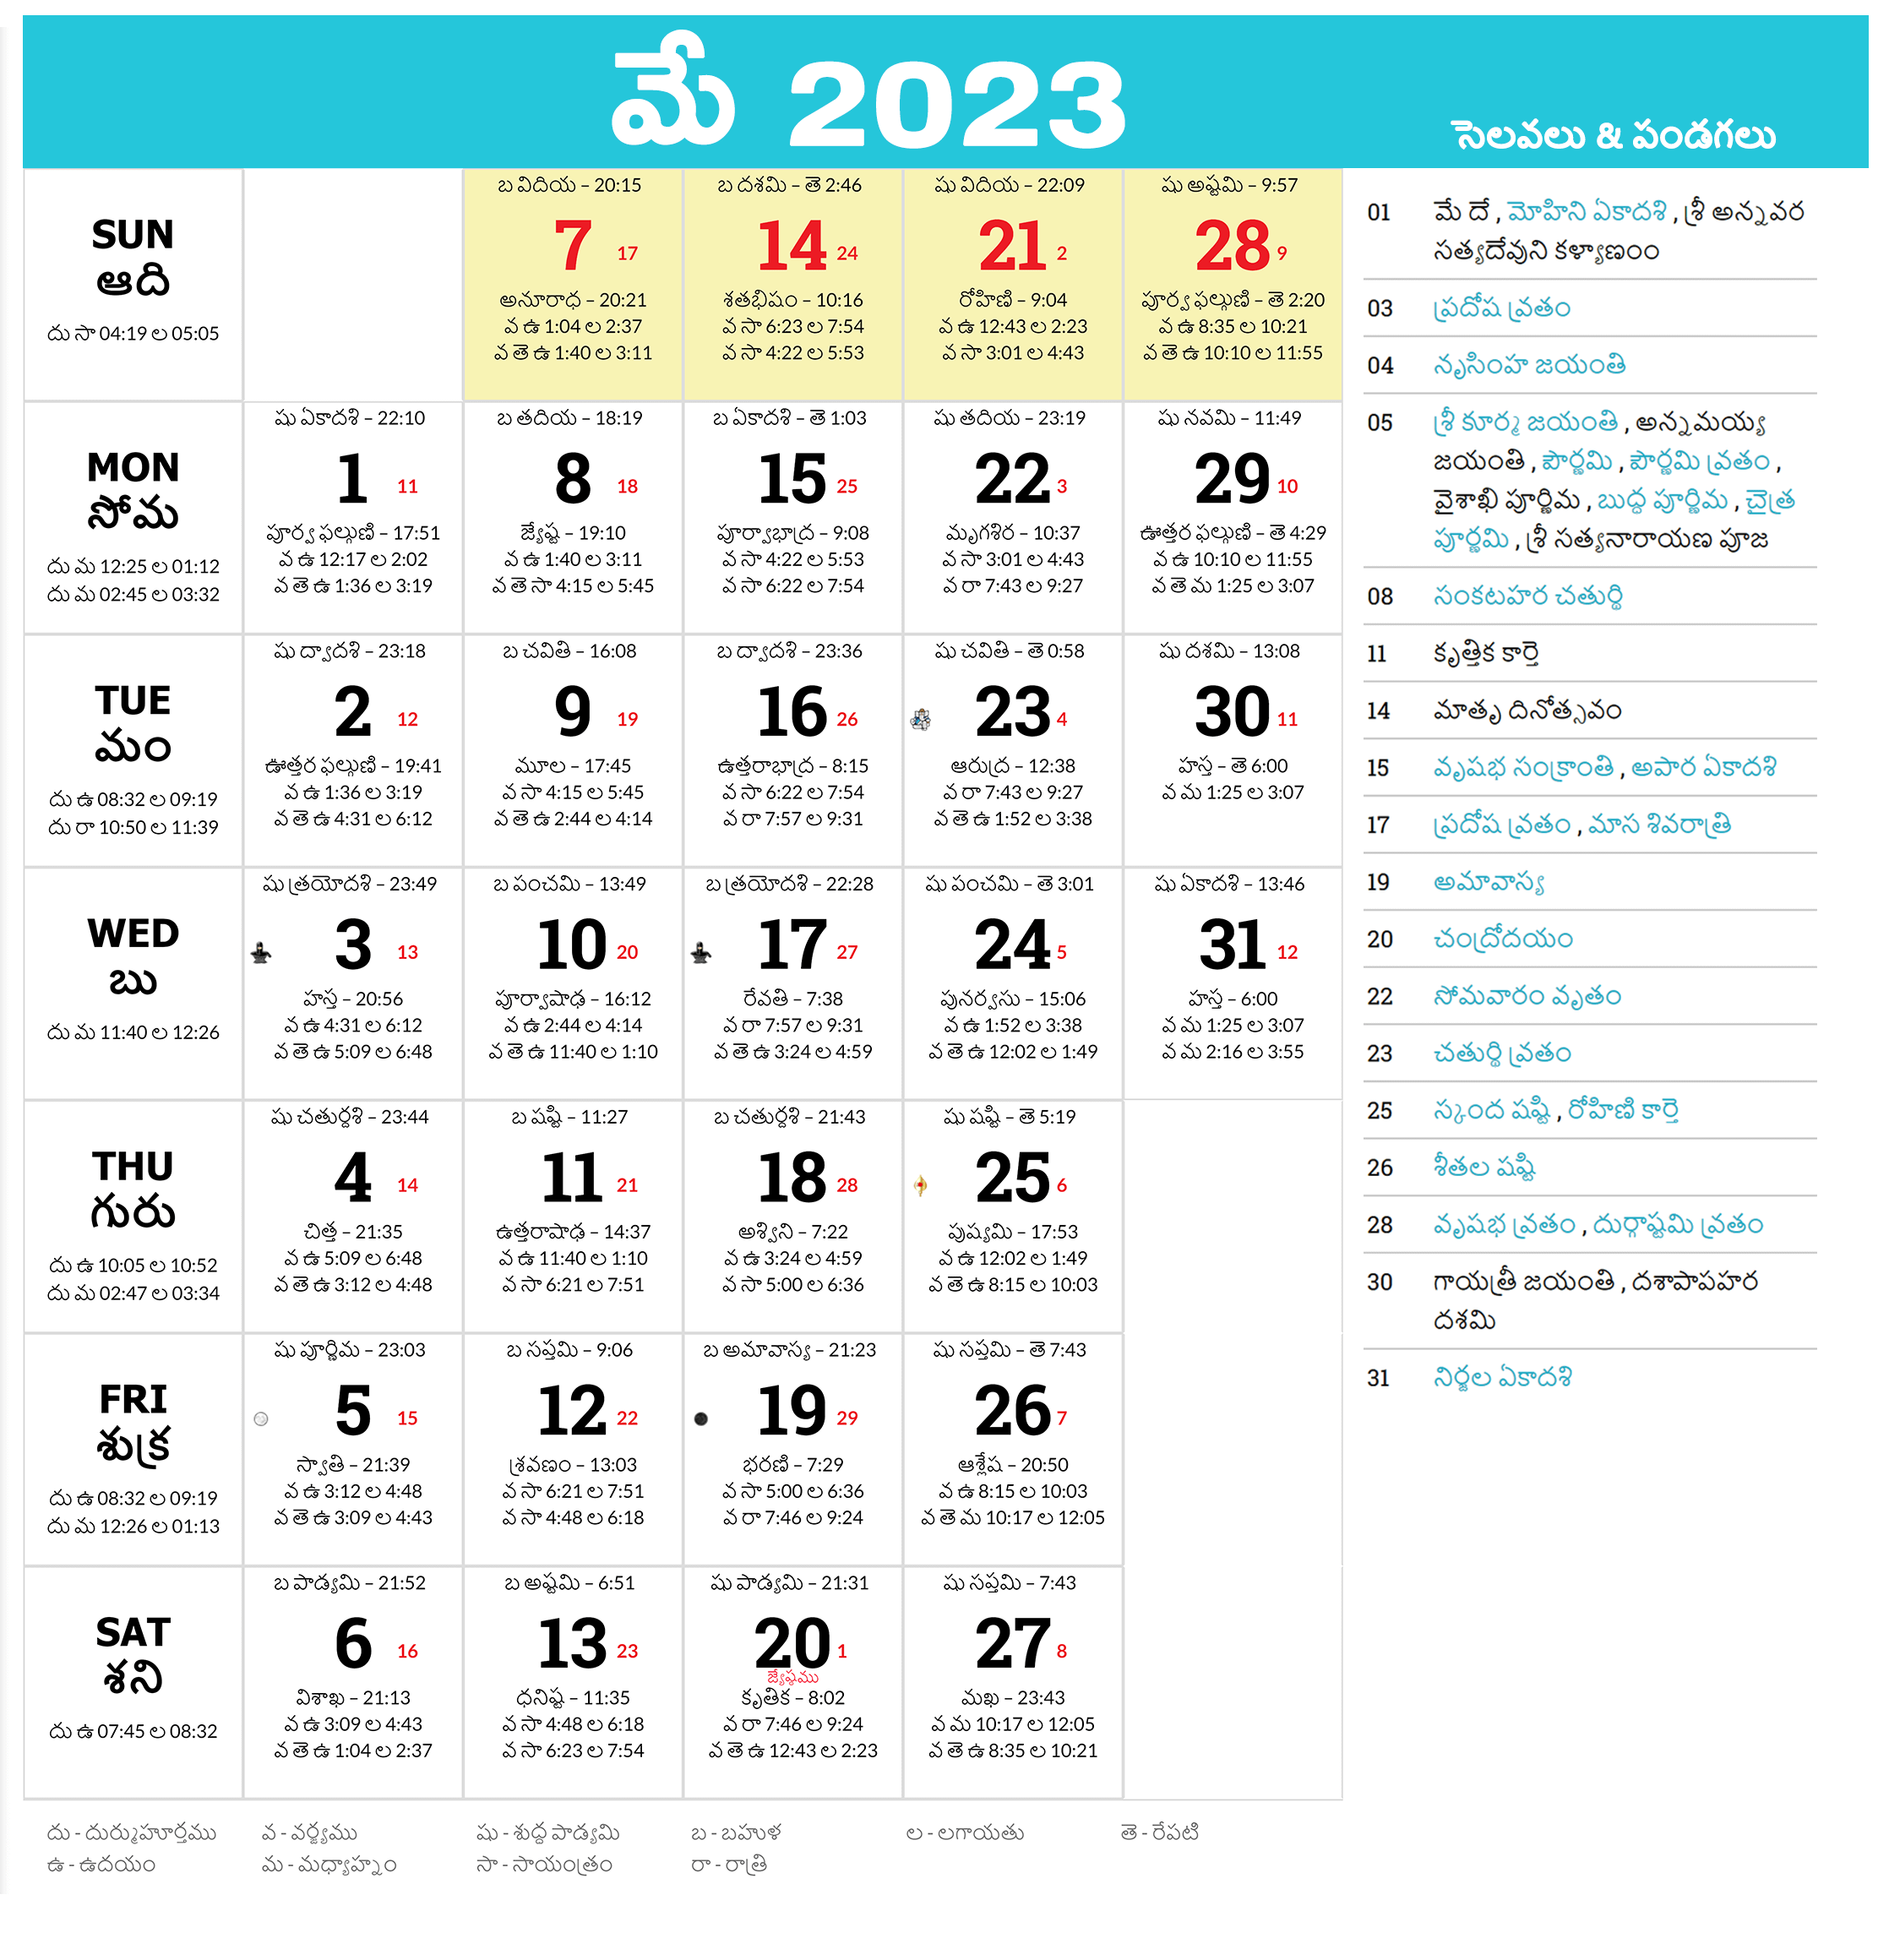 మే 2023
సెలవలు & పండగలు
SUN
ఆది
దు సా 04:19 ల 05:05
బ విదియ – 20:15
7 17
అనూరాధ – 20:21
వ ఉ 1:04 ల 2:37
వ తె ఉ 1:40 ల 3:11
బ దశమి – తె 2:46
14 24
శతభిషం – 10:16
వ సా 6:23 ల 7:54
వ సా 4:22 ల 5:53
షు విదియ – 22:09
21 2
రోహిణి – 9:04
వ ఉ 12:43 ల 2:23
వ సా 3:01 ల 4:43
షు అష్టమి – 9:57
28 9
పూర్వ ఫల్గుణి – తె 2:20
వ ఉ 8:35 ల 10:21
వ తె ఉ 10:10 ల 11:55
MON
సోమ
దు మ 12:25 ల 01:12
దు మ 02:45 ల 03:32
షు ఏకాదశి – 22:10
1 11
పూర్వ ఫల్గుణి – 17:51
వ ఉ 12:17 ల 2:02
వ తె ఉ 1:36 ల 3:19
బ తదియ – 18:19
8 18
జ్యేష్ట – 19:10
వ ఉ 1:40 ల 3:11
వ తె సా 4:15 ల 5:45
బ ఏకాదశి – తె 1:03
15 25
పూర్వాభాద్ర – 9:08
వ సా 4:22 ల 5:53
వ సా 6:22 ల 7:54
షు తదియ – 23:19
22 3
మృగశిర – 10:37
వ సా 3:01 ల 4:43
వ రా 7:43 ల 9:27
షు నవమి – 11:49
29 10
ఊత్తర ఫల్గుణి – తె 4:29
వ ఉ 10:10 ల 11:55
వ తె మ 1:25 ల 3:07
TUE
మం
దు ఉ 08:32 ల 09:19
దు రా 10:50 ల 11:39
షు ద్వాదశి – 23:18
2 12
ఊత్తర ఫల్గుణి – 19:41
వ ఉ 1:36 ల 3:19
వ తె ఉ 4:31 ల 6:12
బ చవితి – 16:08
9 19
మూల – 17:45
వ సా 4:15 ల 5:45
వ తె ఉ 2:44 ల 4:14
బ ద్వాదశి – 23:36
16 26
ఉత్తరాభాద్ర – 8:15
వ సా 6:22 ల 7:54
వ రా 7:57 ల 9:31
షు చవితి – తె 0:58
23 4
ఆరుద్ర – 12:38
వ రా 7:43 ల 9:27
వ తె ఉ 1:52 ల 3:38
షు దశమి – 13:08
30 11
హస్త – తె 6:00
వ మ 1:25 ల 3:07
WED
బు
దు మ 11:40 ల 12:26
షు త్రయోదశి – 23:49
3 13
హస్త – 20:56
వ ఉ 4:31 ల 6:12
వ తె ఉ 5:09 ల 6:48
బ పంచమి – 13:49
10 20
పూర్వాషాఢ – 16:12
వ ఉ 2:44 ల 4:14
వ తె ఉ 11:40 ల 1:10
బ త్రయోదశి – 22:28
17 27
రేవతి – 7:38
వ రా 7:57 ల 9:31
వ తె ఉ 3:24 ల 4:59
షు పంచమి – తె 3:01
24 5
పునర్వసు – 15:06
వ ఉ 1:52 ల 3:38
వ తె ఉ 12:02 ల 1:49
షు ఏకాదశి – 13:46
31 12
హస్త – 6:00
వ మ 1:25 ల 3:07
వ మ 2:16 ల 3:55
THU
గురు
దు ఉ 10:05 ల 10:52
దు మ 02:47 ల 03:34
షు చతుర్దశి – 23:44
4 14
చిత్త – 21:35
వ ఉ 5:09 ల 6:48
వ తె ఉ 3:12 ల 4:48
బ షష్టి – 11:27
11 21
ఉత్తరాషాఢ – 14:37
వ ఉ 11:40 ల 1:10
వ సా 6:21 ల 7:51
బ చతుర్దశి – 21:43
18 28
అశ్విని – 7:22
వ ఉ 3:24 ల 4:59
వ సా 5:00 ల 6:36
షు షష్టి – తె 5:19
25 6
పుష్యమి – 17:53
వ ఉ 12:02 ల 1:49
వ తె ఉ 8:15 ల 10:03
FRI
శుక్ర
దు ఉ 08:32 ల 09:19
దు మ 12:26 ల 01:13
షు పూర్ణిమ – 23:03
5 15
స్వాతి – 21:39
వ ఉ 3:12 ల 4:48
వ తె ఉ 3:09 ల 4:43
బ సప్తమి – 9:06
12 22
శ్రవణం – 13:03
వ సా 6:21 ల 7:51
వ సా 4:48 ల 6:18
బ అమావాస్య – 21:23
19 29
భరణి – 7:29
వ సా 5:00 ల 6:36
వ రా 7:46 ల 9:24
షు సప్తమి – తె 7:43
26 7
ఆశ్లేష – 20:50
వ ఉ 8:15 ల 10:03
వ తె మ 10:17 ల 12:05
SAT
శని
దు ఉ 07:45 ల 08:32
బ పాడ్యమి – 21:52
6 16
విశాఖ – 21:13
వ ఉ 3:09 ల 4:43
వ తె ఉ 1:04 ల 2:37
బ అష్టమి – 6:51
13 23
ధనిష్ట – 11:35
వ సా 4:48 ల 6:18
వ సా 6:23 ల 7:54
షు పాడ్యమి – 21:31
20 1
జ్యేష్ఠము
కృతిక – 8:02
వ రా 7:46 ల 9:24
వ తె ఉ 12:43 ల 2:23
షు సప్తమి – 7:43
27 8
మఖ – 23:43
వ మ 10:17 ల 12:05
వ తె ఉ 8:35 ల 10:21
01 మే దే , మోహిని ఏకాదశి , శ్రీ అన్నవర
సత్యదేవుని కళ్యాణంం
03 ప్రదోష వ్రతం
04 నృసింహ జయంతి
05 శ్రీ కూర్మ జయంతి , అన్నమయ్య
జయంతి , పౌర్ణమి , పౌర్ణమి వ్రతం ,
వైశాఖి పూర్ణిమ , బుద్ధ పూర్ణిమ , చైత్ర
పూర్ణమి , శ్రీ సత్యనారాయణ పూజ
08 సంకటహర చతుర్థి
11 కృత్తిక కార్తె
14 మాతృ దినోత్సవం
15 వృషభ సంక్రాంతి , అపార ఏకాదశి
17 ప్రదోష వ్రతం , మాస శివరాత్రి
19 అమావాస్య
20 చంద్రోదయం
22 సోమవారం వృతం
23 చతుర్థి వ్రతం
25 స్కంద షష్టి , రోహిణి కార్తె
26 శీతల షష్టి
28 వృషభ వ్రతం , దుర్గాష్టమి వ్రతం
30 గాయత్రీ జయంతి , దశాపాపహర
దశమి
31 నిర్జల ఏకాదశి
దు - దుర్ముహూర్తము వ - వర్జ్యము షు - శుద్ధ పాడ్యమి బ - బహుళ ల - లగాయతు తె - రేపటి
ఉ - ఉదయం మ - మధ్యాహ్నం సా - సాయంత్రం రా - రాత్రి